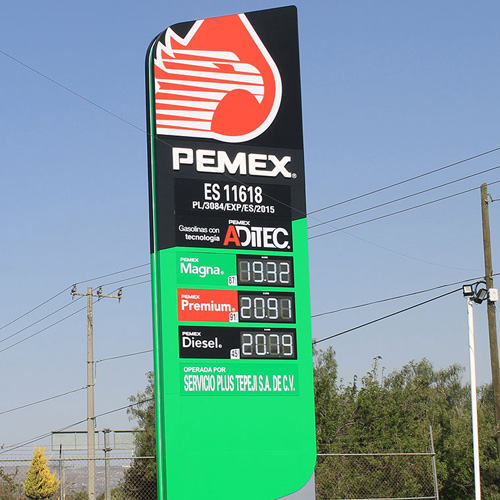 PEMEX®
ES 11618
PL/3084/EXP/ES/2015
Gasolinas con tecnología PEMEX ADITEC®
PEMEX Magna® 87 19.32
PEMEX Premium® 91 20.91
PEMEX Diesel® 45 20.09
OPERADA POR
SERVICIO PLUS TEPEJI S.A. DE C.V.